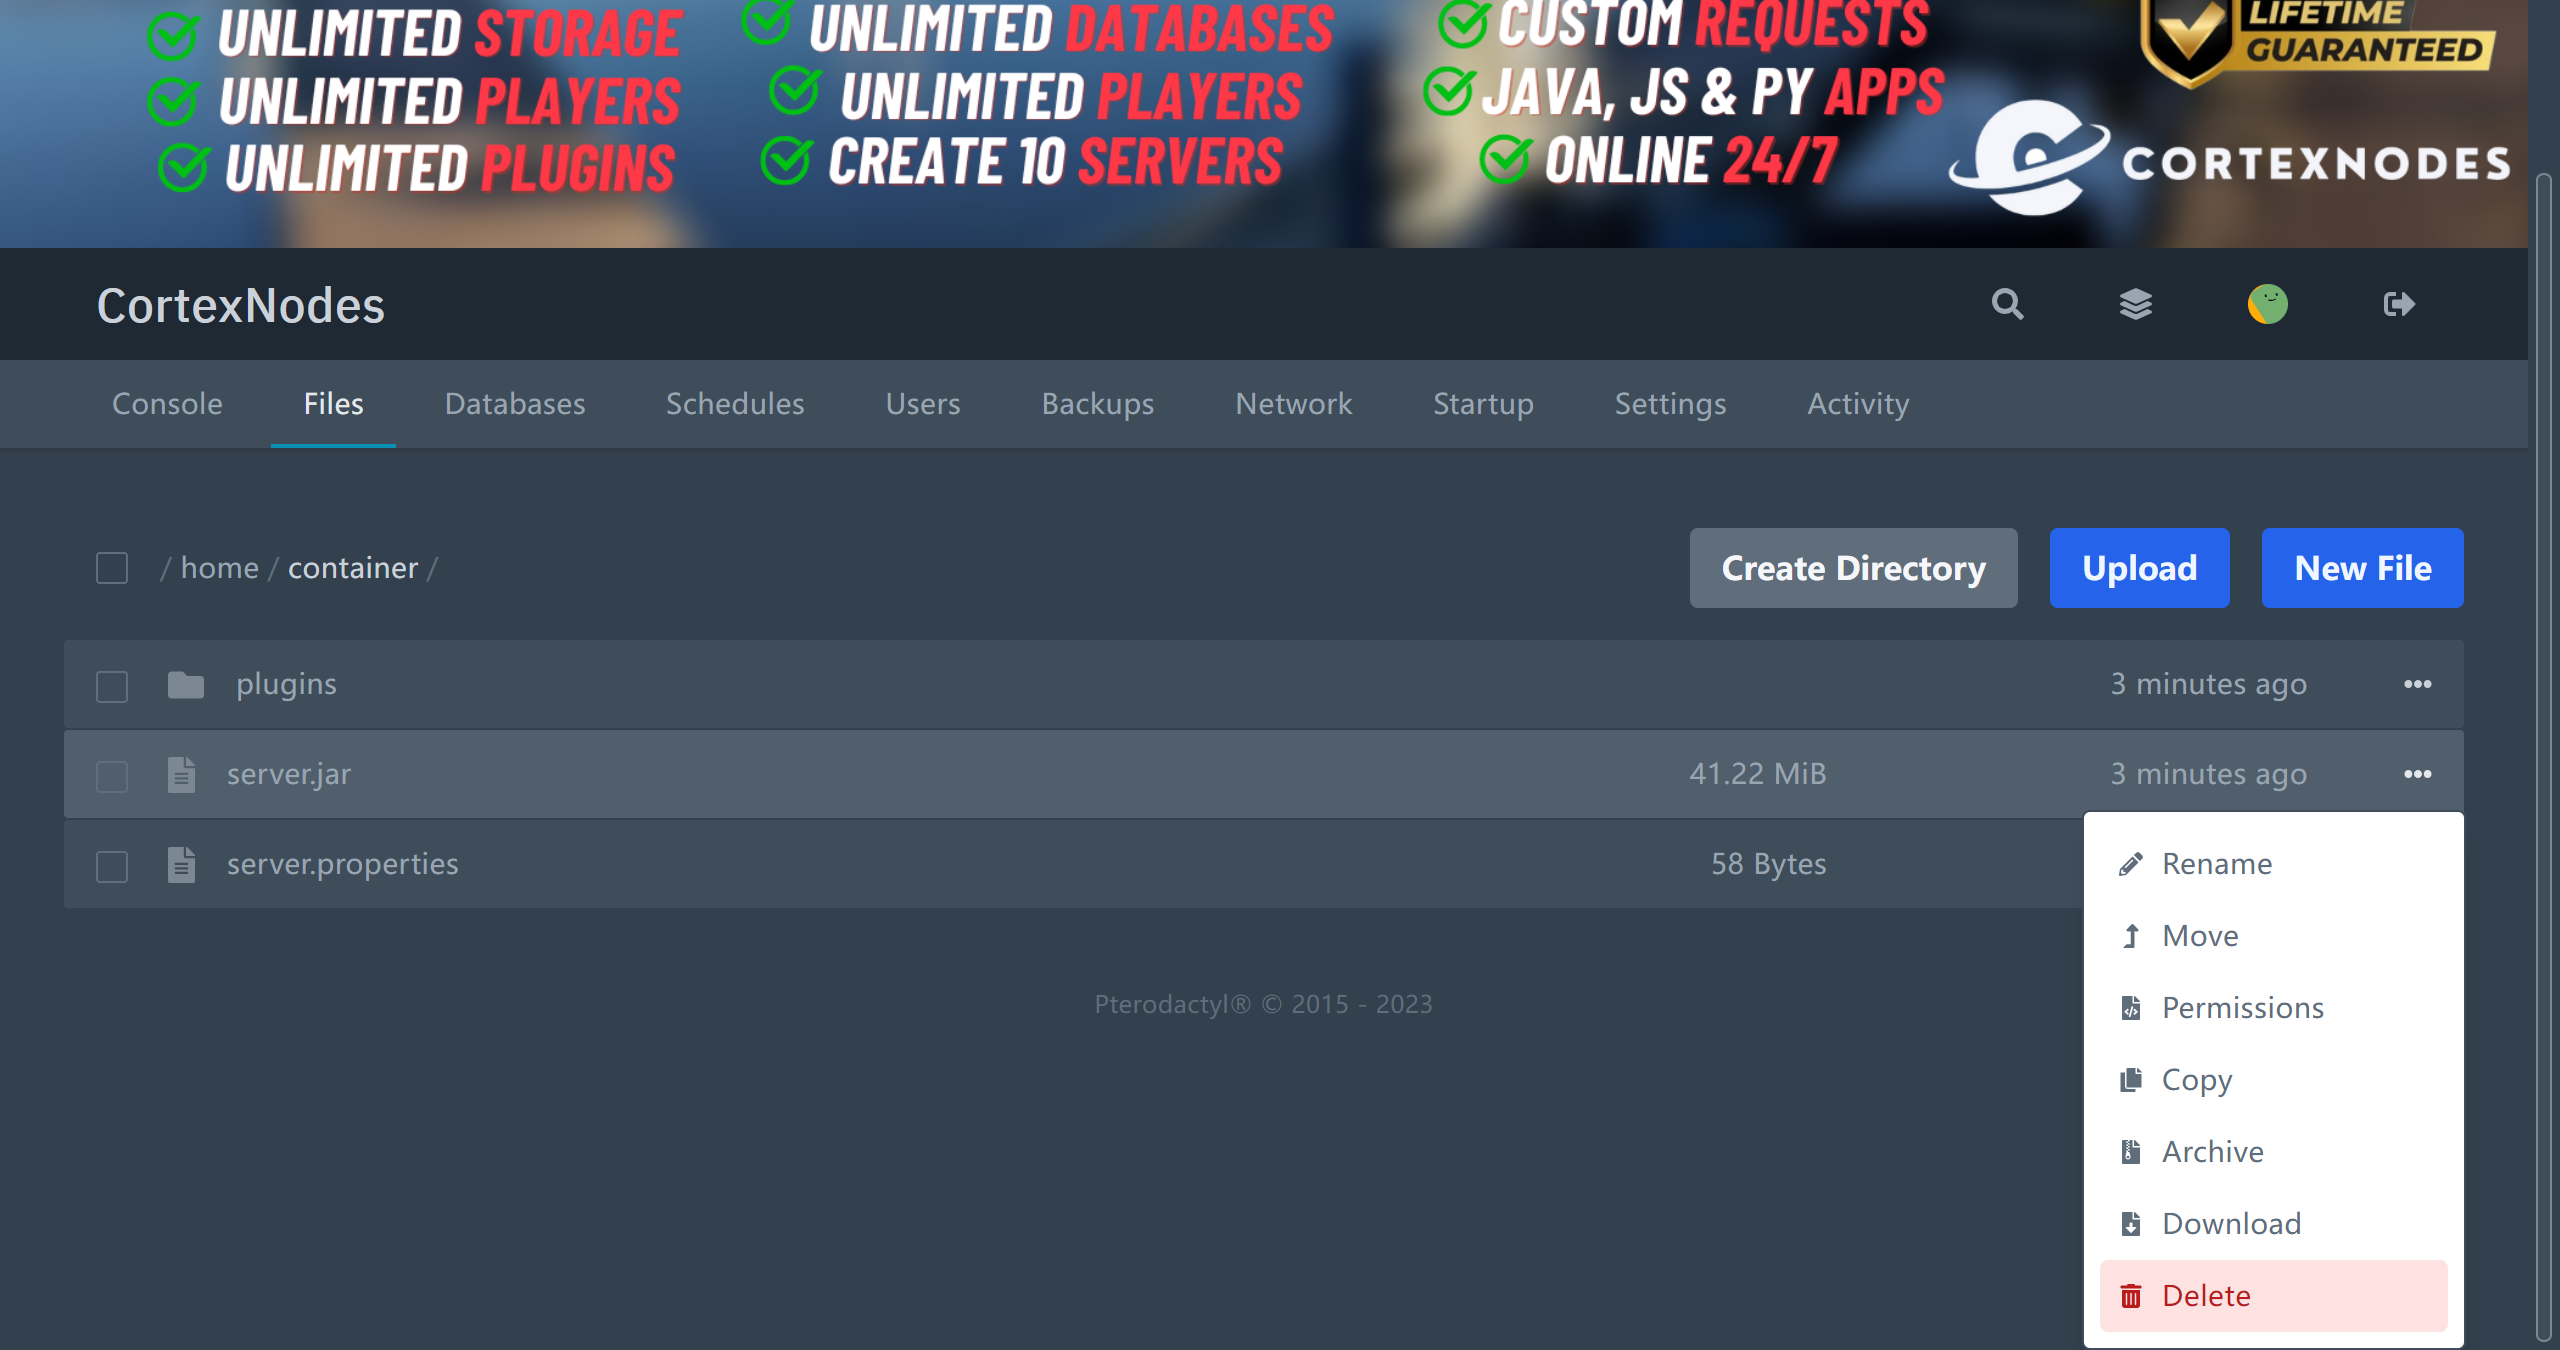 UNLIMITED STORAGE
UNLIMITED PLAYERS
UNLIMITED PLUGINS
UNLIMITED DATABASES
UNLIMITED PLAYERS
CREATE 10 SERVERS
CUSTOM REQUESTS
JAVA, JS & PY APPS
ONLINE 24/7
LIFETIME
GUARANTEED
CORTEXNODES
CortexNodes
Console Files Databases Schedules Users Backups Network Startup Settings Activity
/ home / container /
Create Directory Upload New File
plugins 3 minutes ago
server.jar 41.22 MiB 3 minutes ago
server.properties 58 Bytes
Rename
Move
Permissions
Copy
Archive
Download
Delete
Pterodactyl® © 2015 - 2023